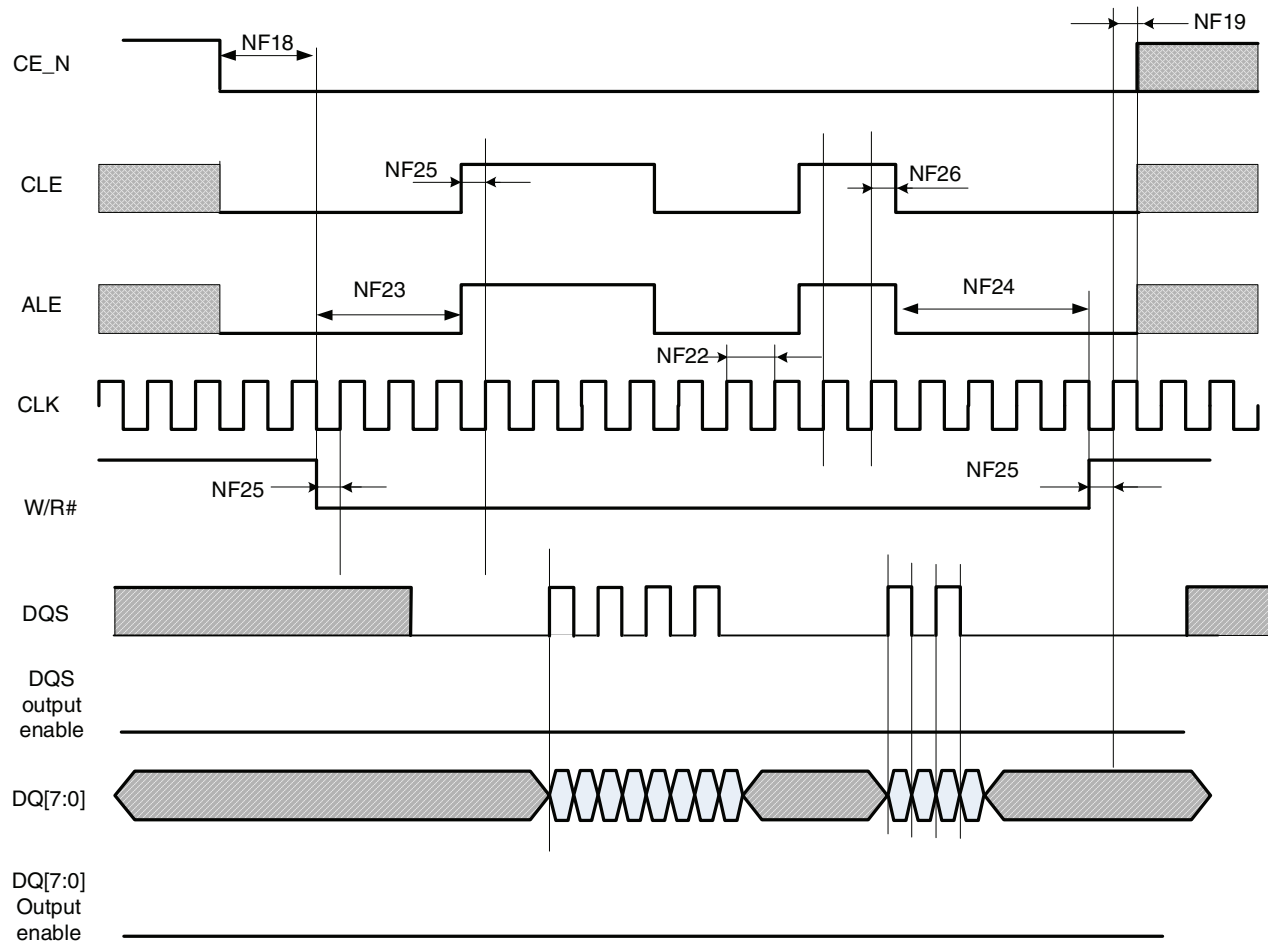 NF19
NF18
CE_N
NF25
NF26
CLE
NF23
NF24
ALE
NF22
CLK
NF25
NF25
W/R#
DQS
DQS
output
enable
DQ[7:0]
DQ[7:0]
Output
enable